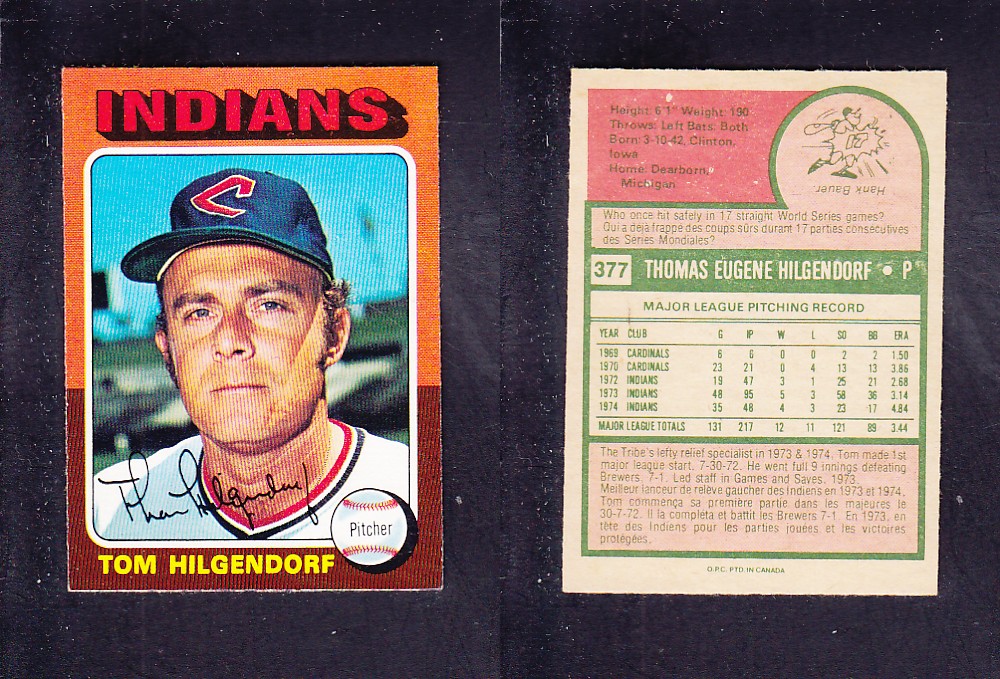 INDIANS
Pitcher
TOM HILGENDORF
Height: 6'1" Weight: 190
Throws: Left Bats: Both
Born: 3-10-42, Clinton,
Iowa
Home: Dearborn,
Michigan
Hank Bauer
Who once hit safely in 17 straight World Series games?
Qui a déjà frappé des coups sûrs durant 17 parties consécutives
des Series Mondiales?
377 THOMAS EUGENE HILGENDORF • P
MAJOR LEAGUE PITCHING RECORD
YEAR CLUB G IP W L SO BB ERA
1969 CARDINALS 6 6 0 0 2 2 1.50
1970 CARDINALS 23 21 0 4 13 13 3.86
1972 INDIANS 19 47 3 1 25 21 2.68
1973 INDIANS 48 95 5 3 58 36 3.14
1974 INDIANS 35 48 4 3 23 17 4.84
MAJOR LEAGUE TOTALS 131 217 12 11 121 89 3.44
The Tribe's lefty relief specialist in 1973 & 1974. Tom made 1st
major league start, 7-30-72. He went full 9 innings defeating
Brewers, 7-1. Led staff in Games and Saves, 1973.
Meilleur lanceur de relève gaucher des Indiens en 1973 et 1974.
Tom commença sa première partie dans les majeures le
30-7-72. Il la compléta et battit les Brewers 7-1. En 1973, en
tête des Indiens pour les parties jouées et les victoires
protégées.
O.P.C. PTD. IN CANADA